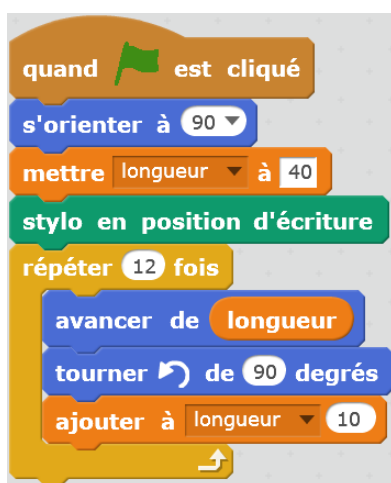 quand est cliqué
s'orienter à 90
mettre longueur à 40
stylo en position d'écriture
répéter 12 fois
avancer de longueur
tourner de 90 degrés
ajouter à longueur 10